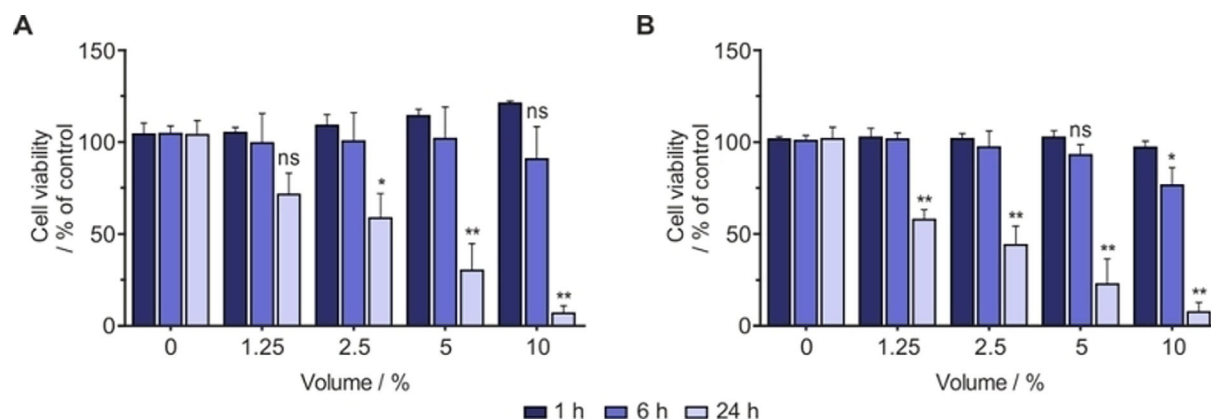 A
Cell viability
/ % of control
150
100
50
0
ns
*
**
ns
**
0 1.25 2.5 5 10
Volume / %
B
Cell viability
/ % of control
150
100
50
0
**
**
ns
**
*
**
0 1.25 2.5 5 10
Volume / %
1 h 6 h 24 h